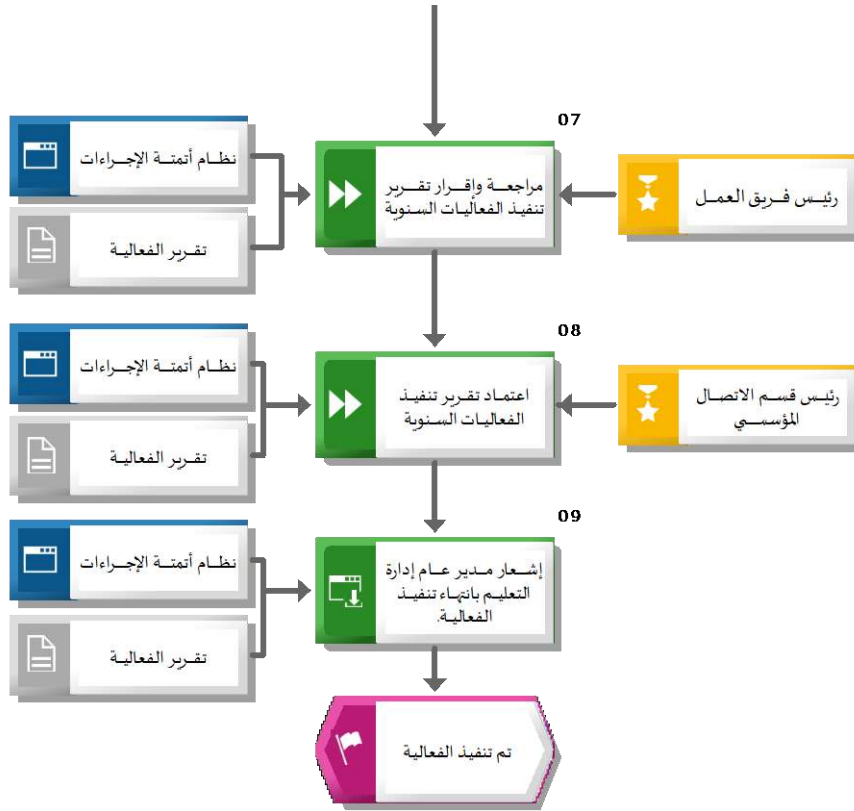 07
رئيس فريق العمل
مراجعة وإقرار تقرير
تنفيذ الفعاليات السنوية
نظام أتمتة الإجراءات
تقرير الفعالية
08
رئيس قسم الاتصال
المؤسسي
اعتماد تقرير تنفيذ
الفعاليات السنوية
نظام أتمتة الإجراءات
تقرير الفعالية
09
إشعار مدير عام إدارة
التعليم بانتهاء تنفيذ
الفعالية.
نظام أتمتة الإجراءات
تقرير الفعالية
تم تنفيذ الفعالية